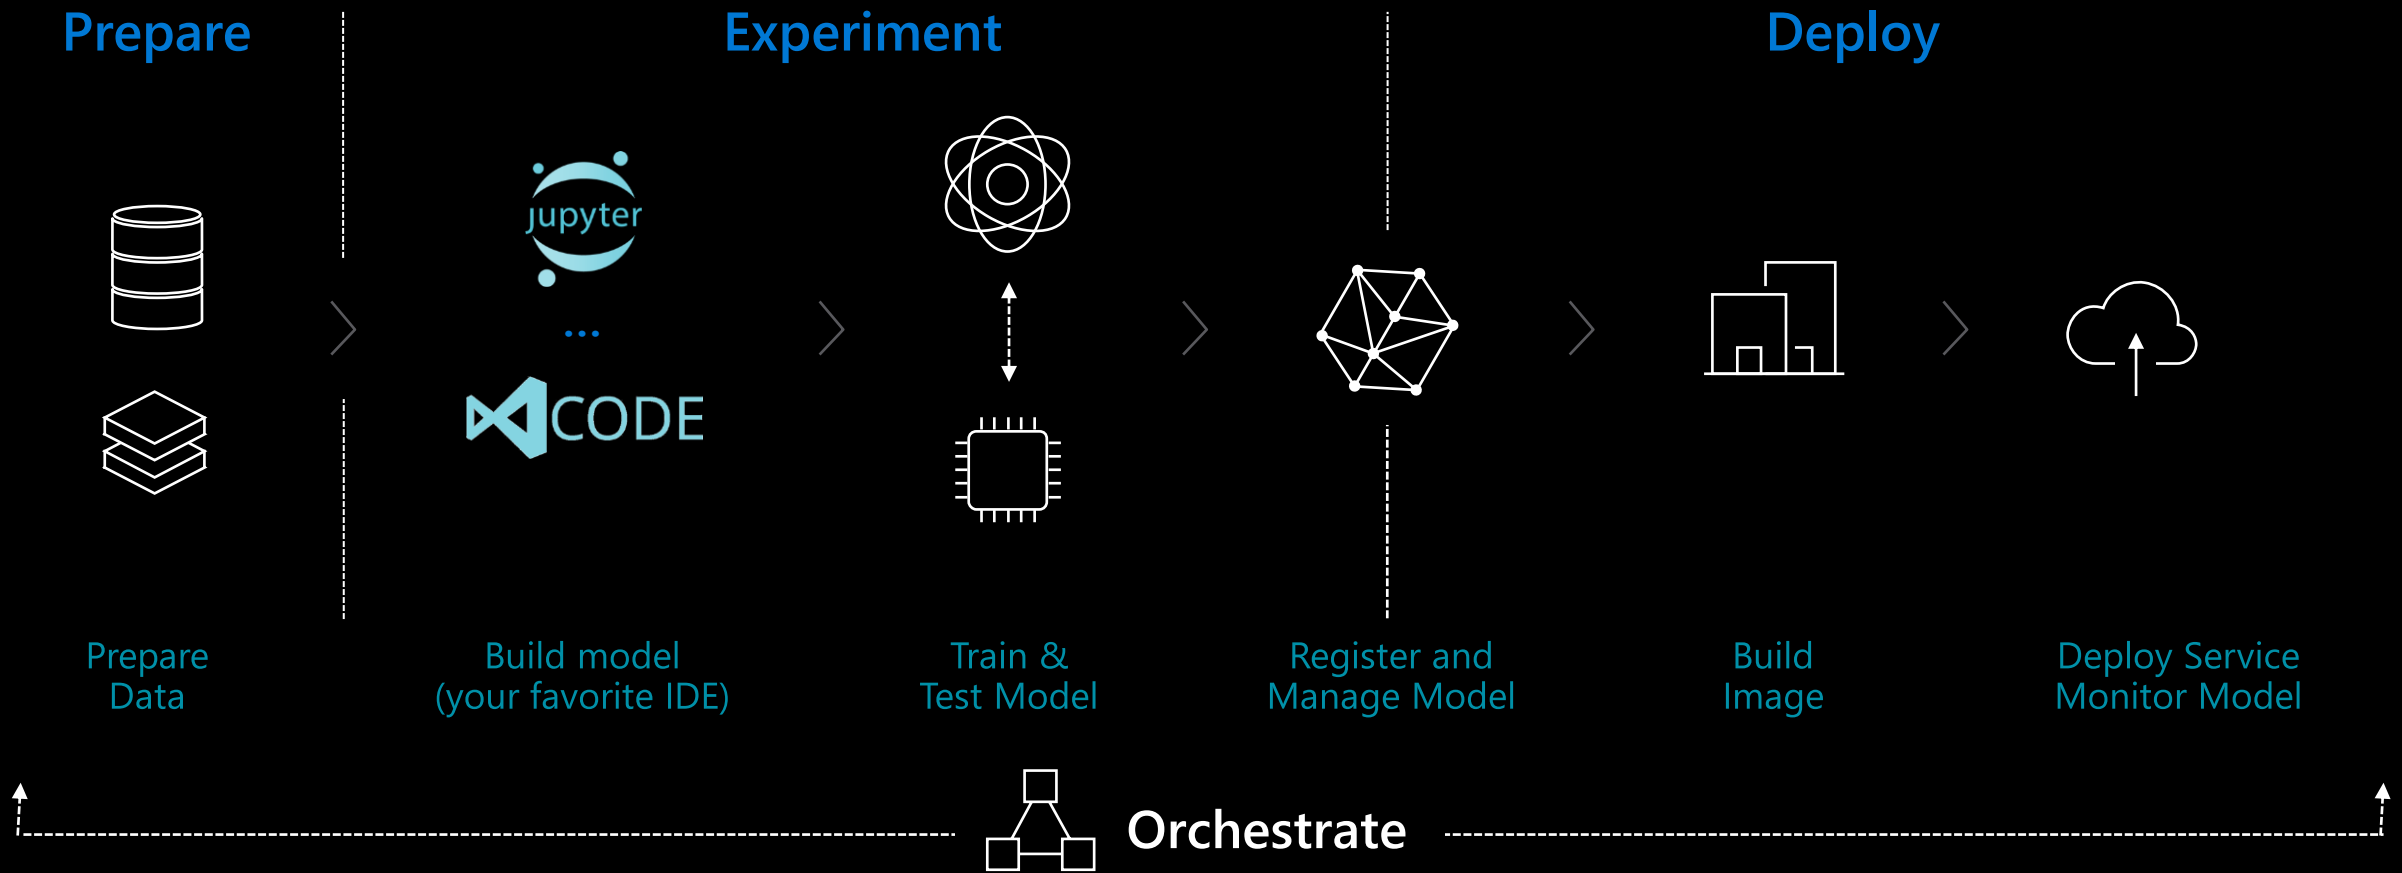 Prepare
Experiment
Deploy
jupyter
...
CODE
Prepare
Data
Build model
(your favorite IDE)
Train &
Test Model
Register and
Manage Model
Build
Image
Deploy Service
Monitor Model
Orchestrate